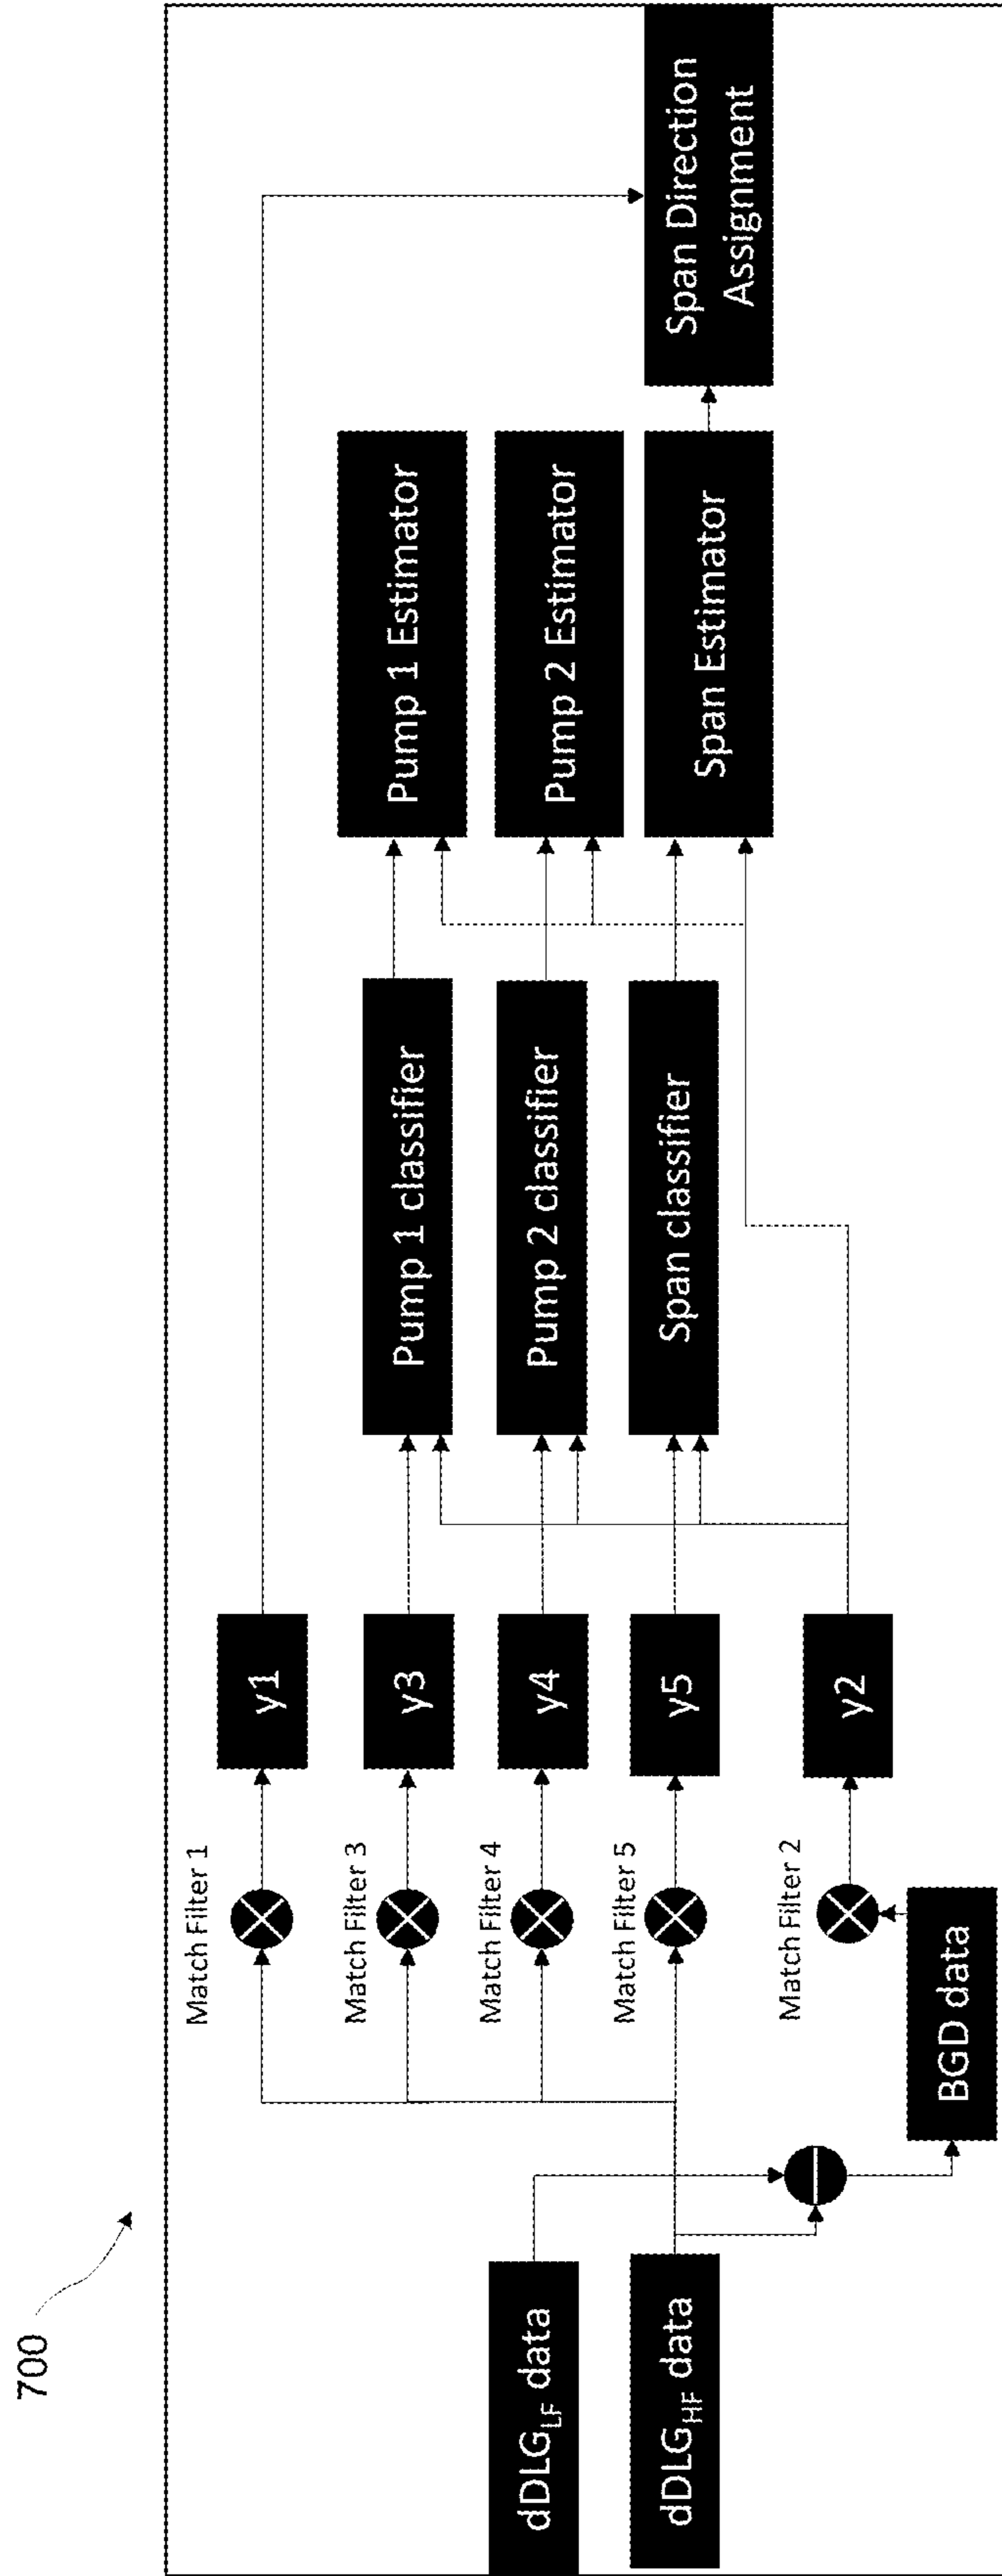 700
dDLG_LF data
dDLG_HF data
BGD data
Match Filter 1
Match Filter 3
Match Filter 4
Match Filter 5
Match Filter 2
y1
y3
y4
y5
y2
Pump 1 classifier
Pump 2 classifier
Span classifier
Pump 1 Estimator
Pump 2 Estimator
Span Estimator
Span Direction
Assignment